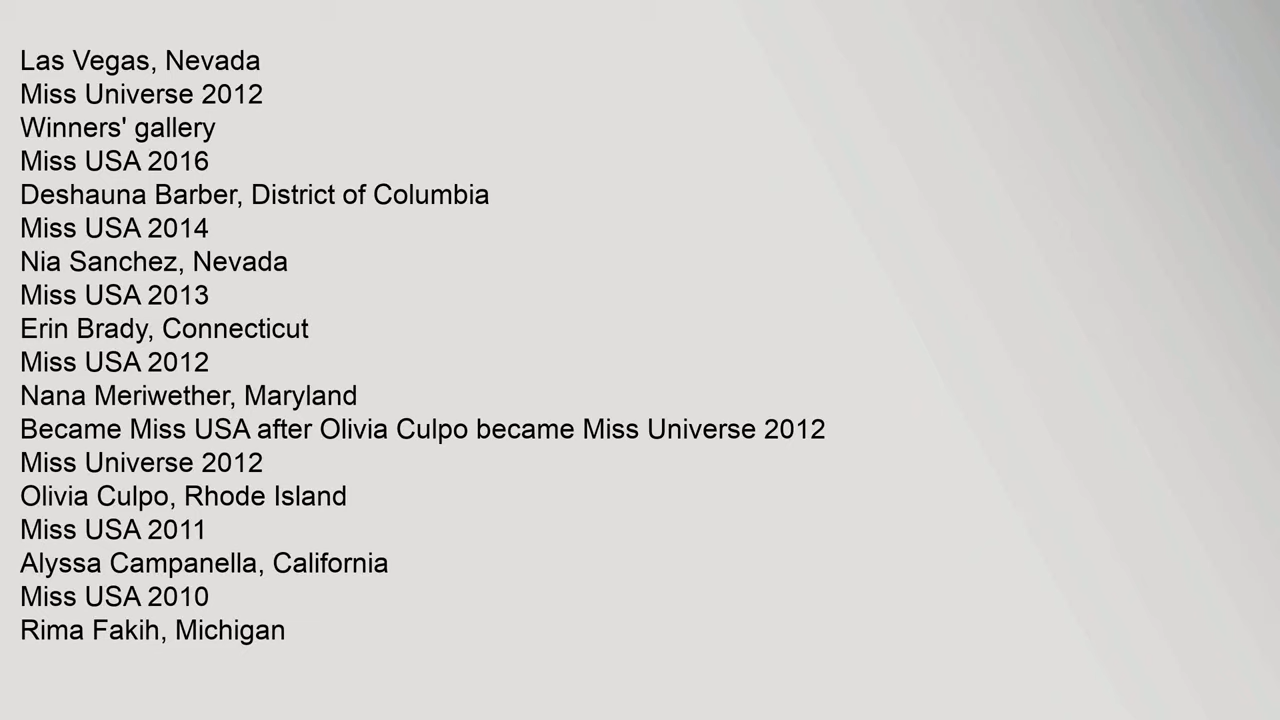 Las Vegas, Nevada
Miss Universe 2012
Winners' gallery
Miss USA 2016
Deshauna Barber, District of Columbia
Miss USA 2014
Nia Sanchez, Nevada
Miss USA 2013
Erin Brady, Connecticut
Miss USA 2012
Nana Meriwether, Maryland
Became Miss USA after Olivia Culpo became Miss Universe 2012
Miss Universe 2012
Olivia Culpo, Rhode Island
Miss USA 2011
Alyssa Campanella, California
Miss USA 2010
Rima Fakih, Michigan